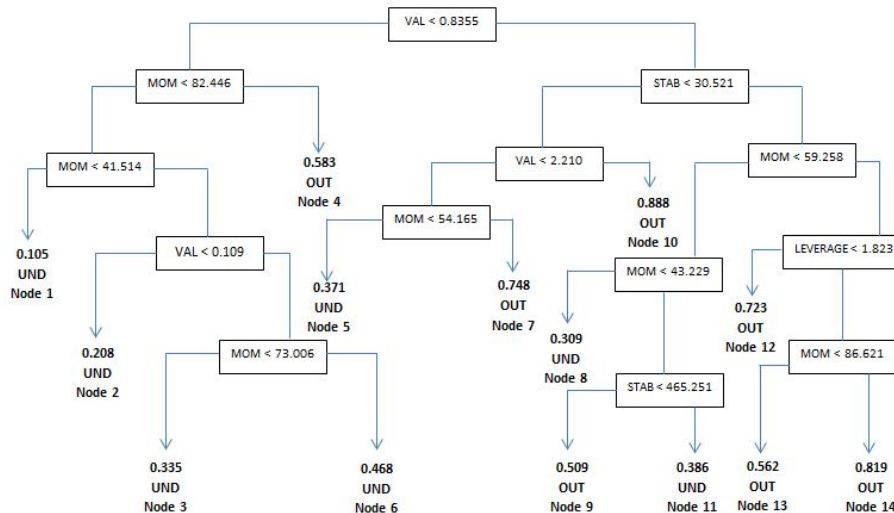 VAL < 0.8355
MOM < 82.446
STAB < 30.521
MOM < 41.514
0.583
OUT
Node 4
VAL < 2.210
MOM < 59.258
0.105
UND
Node 1
VAL < 0.109
MOM < 54.165
0.888
OUT
Node 10
LEVERAGE < 1.823
0.208
UND
Node 2
MOM < 73.006
0.371
UND
Node 5
0.748
OUT
Node 7
MOM < 43.229
0.723
OUT
Node 12
0.309
UND
Node 8
MOM < 86.621
STAB < 465.251
0.335
UND
Node 3
0.468
UND
Node 6
0.509
OUT
Node 9
0.386
UND
Node 11
0.562
OUT
Node 13
0.819
OUT
Node 14